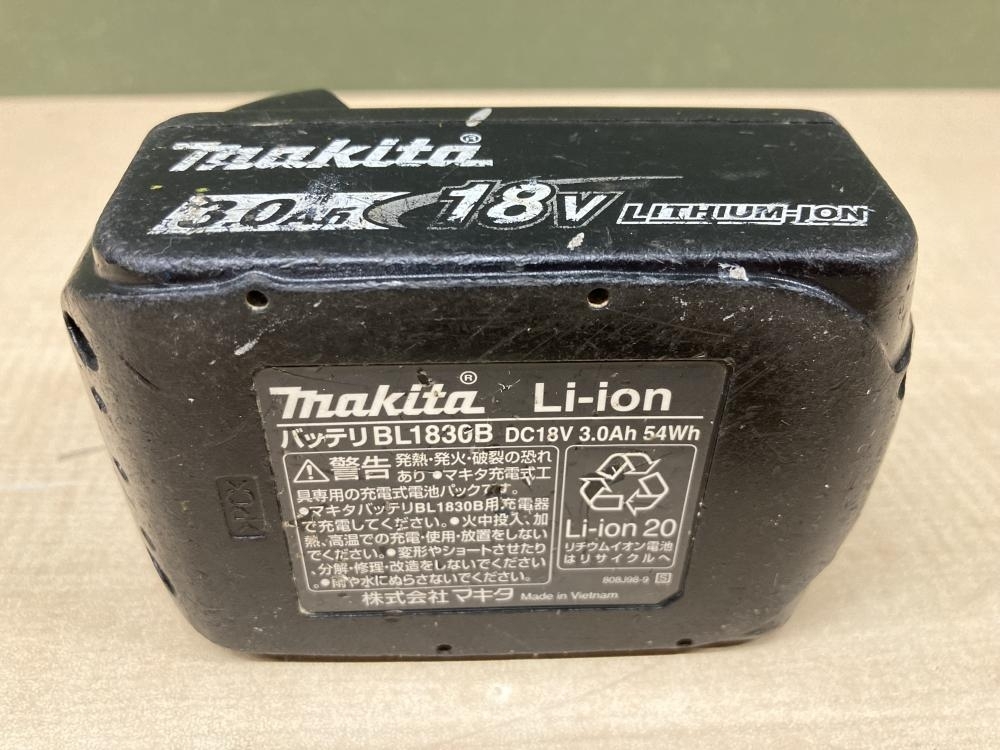 makita®
3.0Ah 18V LITHIUM-ION
makita® Li-ion
バッテリ BL1830B DC18V 3.0Ah 54Wh
警告 発熱・発火・破裂の恐れ
あり ●マキタ充電式工
具専用の充電式電池パックです。
●マキタバッテリBL1830B用充電器
で充電してください。●火中投入、加
熱、高温での充電・使用・放置をしない
でください。●変形やショートさせたり
、分解・修理・改造をしないでください
。●雨や水にぬらさないでください。
Li-ion 20
リチウムイオン電池
はリサイクルへ
808J98-9 S
株式会社 マキタ Made in Vietnam